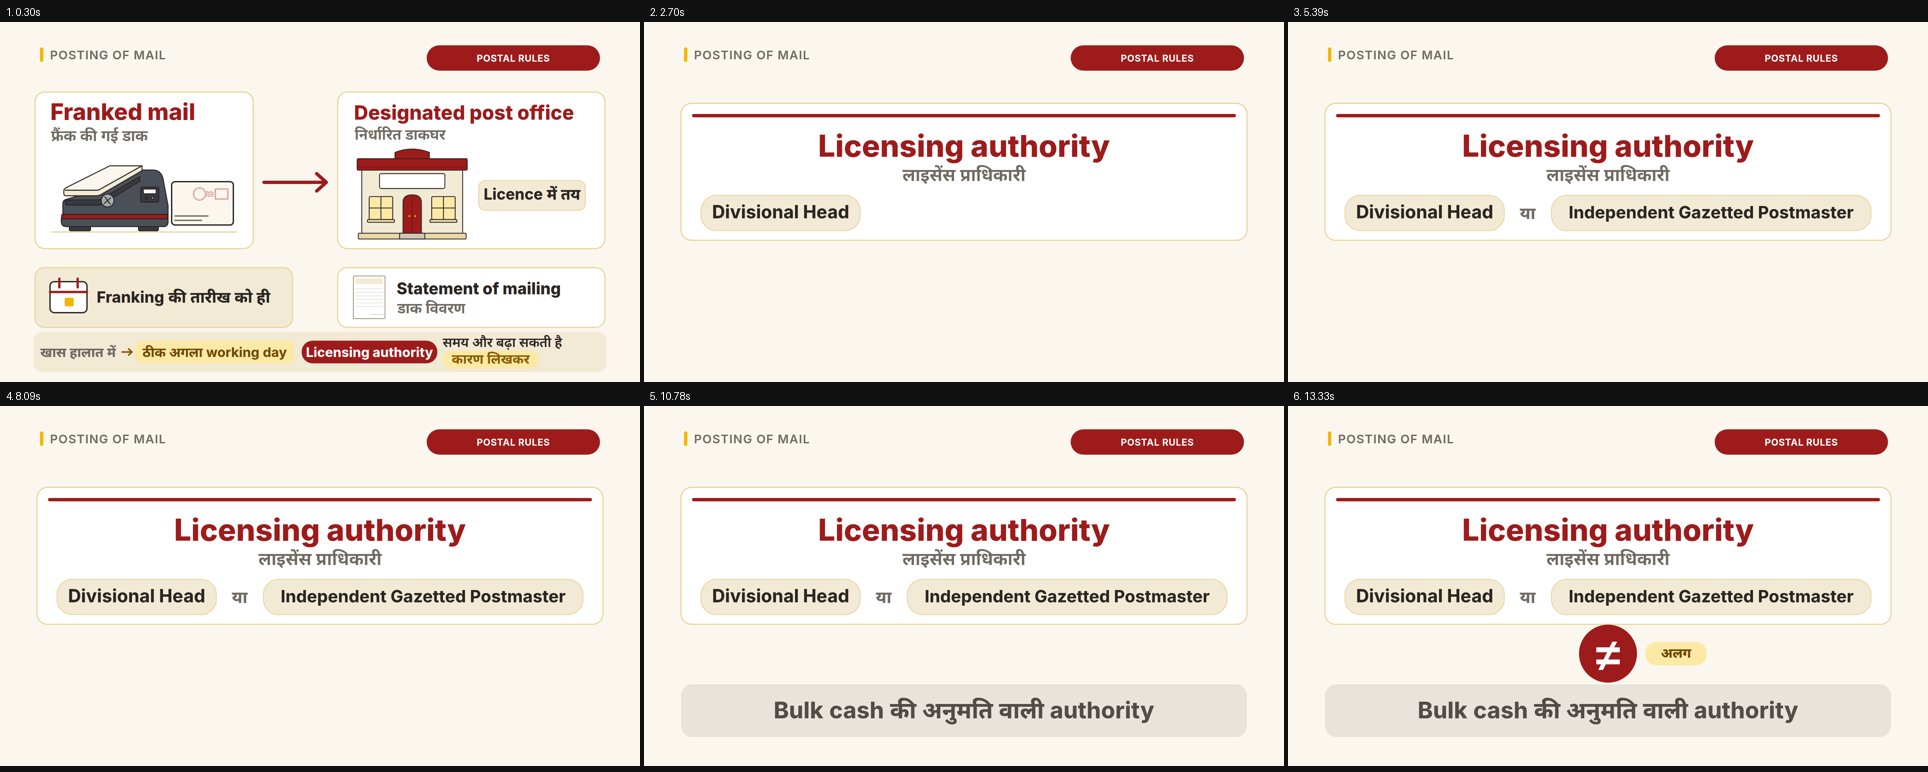 1. 0.30s
POSTING OF MAIL
POSTAL RULES
Franked mail
फ्रैंक की गई डाक
Designated post office
निर्धारित डाकघर
Licence में तय
Franking की तारीख को ही
Statement of mailing
डाक विवरण
खास हालात में → ठीक अगला working day
Licensing authority
समय और बढ़ा सकती है
कारण लिखकर
2. 2.70s
POSTING OF MAIL
POSTAL RULES
Licensing authority
लाइसेंस प्राधिकारी
Divisional Head
3. 5.39s
POSTING OF MAIL
POSTAL RULES
Licensing authority
लाइसेंस प्राधिकारी
Divisional Head या Independent Gazetted Postmaster
4. 8.09s
POSTING OF MAIL
POSTAL RULES
Licensing authority
लाइसेंस प्राधिकारी
Divisional Head या Independent Gazetted Postmaster
5. 10.78s
POSTING OF MAIL
POSTAL RULES
Licensing authority
लाइसेंस प्राधिकारी
Divisional Head या Independent Gazetted Postmaster
Bulk cash की अनुमति वाली authority
6. 13.33s
POSTING OF MAIL
POSTAL RULES
Licensing authority
लाइसेंस प्राधिकारी
Divisional Head या Independent Gazetted Postmaster
≠ अलग
Bulk cash की अनुमति वाली authority